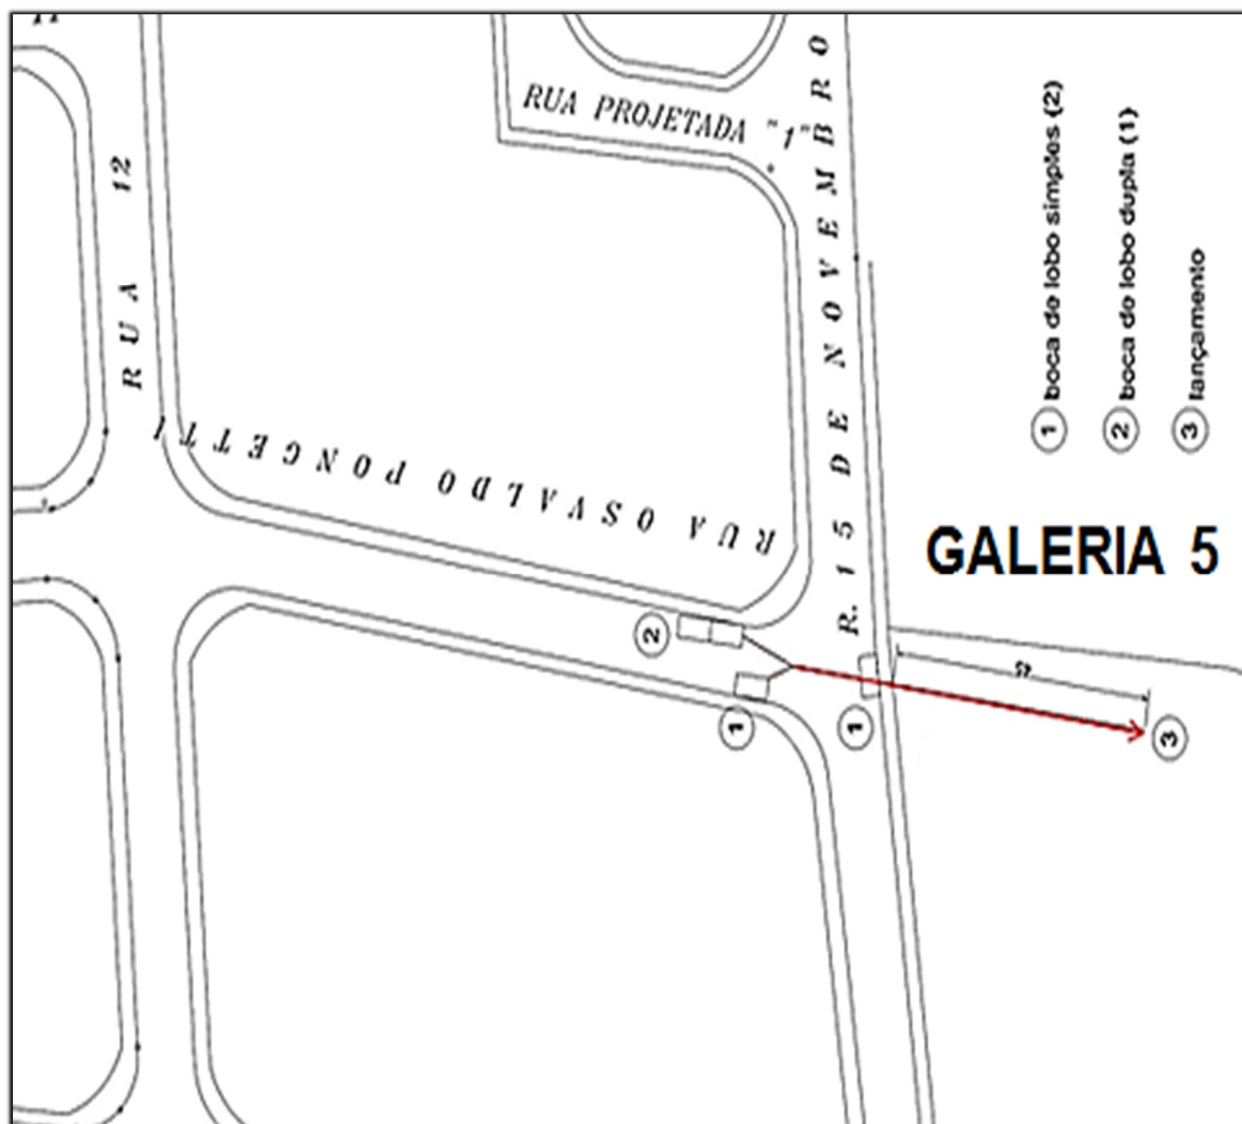 RUA PROJETADA "1"
RUA 12
RUA OSVALDO PONCETTI
R. 15 DE NOVEMBRO
1 boca de lobo simples (2)
2 boca de lobo dupla (1)
3 lançamento
GALERIA 5
2
1
1
3